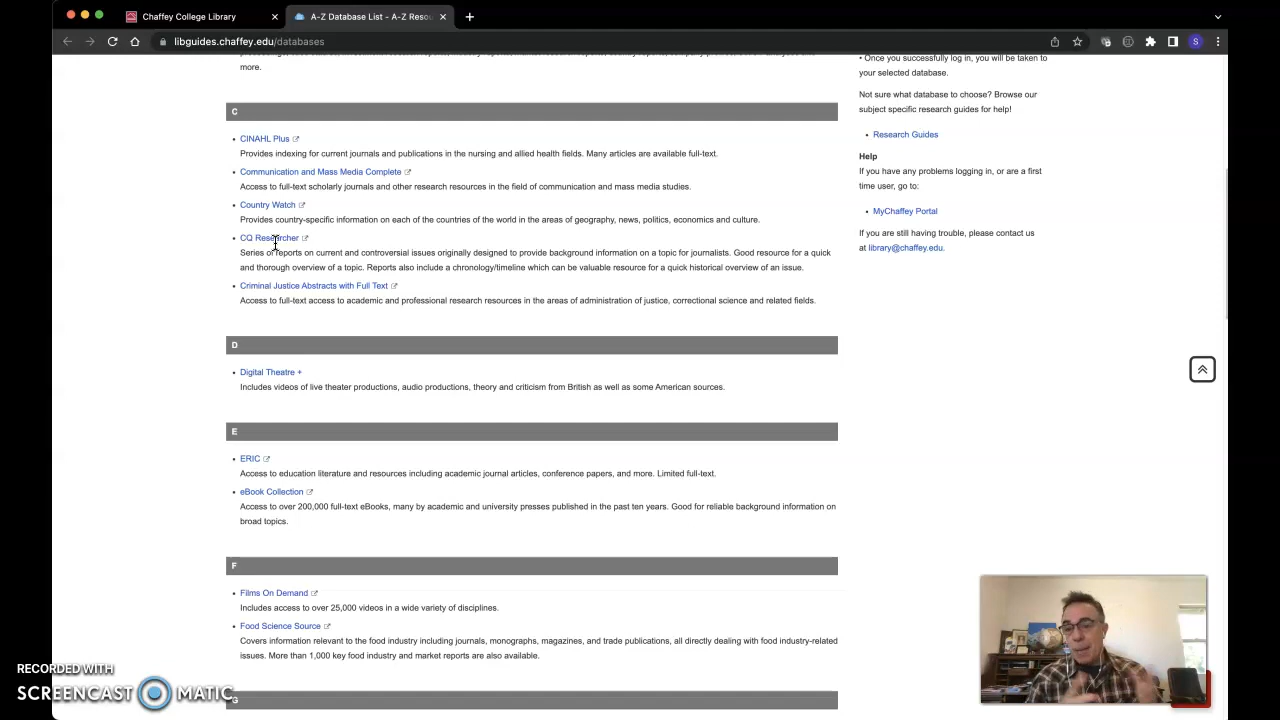 Chaffey College Library
A-Z Database List - A-Z Resou
libguides.chaffey.edu/databases
S
more.
C
CINAHL Plus
Provides indexing for current journals and publications in the nursing and allied health fields. Many articles are available full-text.
Communication and Mass Media Complete
Access to full-text scholarly journals and other research resources in the field of communication and mass media studies.
Country Watch
Provides country-specific information on each of the countries of the world in the areas of geography, news, politics, economics and culture.
CQ Researcher
Series of reports on current and controversial issues originally designed to provide background information on a topic for journalists. Good resource for a quick
and thorough overview of a topic. Reports also include a chronology/timeline which can be valuable resource for a quick historical overview of an issue.
Criminal Justice Abstracts with Full Text
Access to full-text access to academic and professional research resources in the areas of administration of justice, correctional science and related fields.
D
Digital Theatre +
Includes videos of live theater productions, audio productions, theory and criticism from British as well as some American sources.
E
ERIC
Access to education literature and resources including academic journal articles, conference papers, and more. Limited full-text.
eBook Collection
Access to over 200,000 full-text eBooks, many by academic and university presses published in the past ten years. Good for reliable background information on
broad topics.
F
Films On Demand
Includes access to over 25,000 videos in a wide variety of disciplines.
Food Science Source
Covers information relevant to the food industry including journals, monographs, magazines, and trade publications, all directly dealing with food industry-related
issues. More than 1,000 key food industry and market reports are also available.
G
• Once you successfully log in, you will be taken to
your selected database.
Not sure what database to choose? Browse our
subject specific research guides for help!
Research Guides
Help
If you have any problems logging in, or are a first
time user, go to:
MyChaffey Portal
If you are still having trouble, please contact us
at library@chaffey.edu.
RECORDED WITH
SCREENCAST MATIC